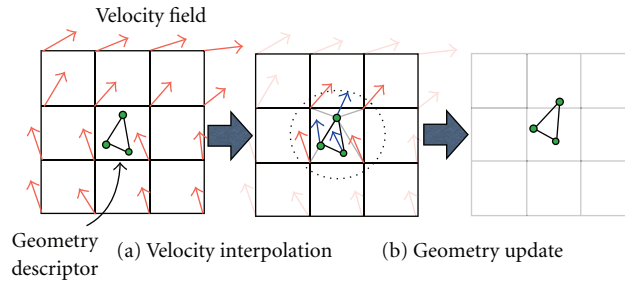 Velocity field
Geometry
descriptor
(a) Velocity interpolation
(b) Geometry update